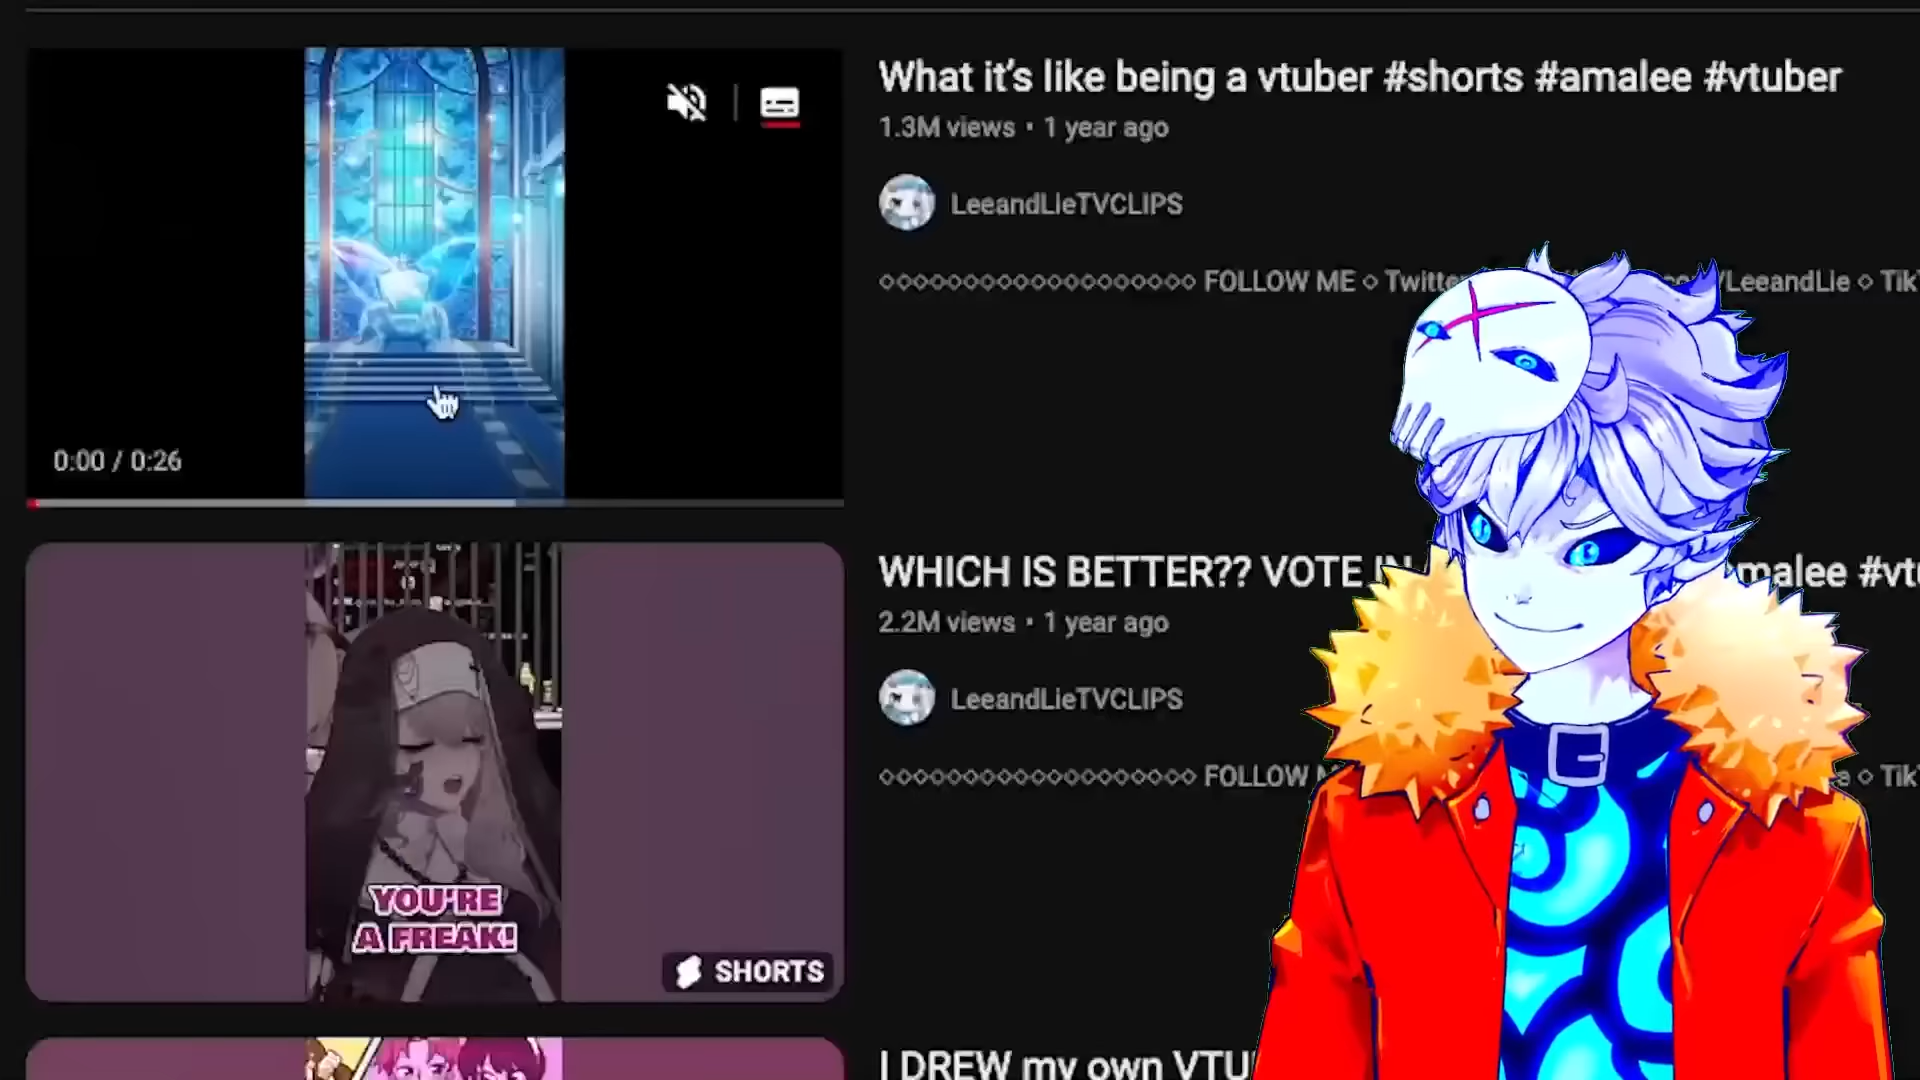 What it's like being a vtuber #shorts #amalee #vtuber
1.3M views • 1 year ago
LeeandLieTVCLIPS
◇◇◇◇◇◇◇◇◇◇◇◇◇◇◇◇◇◇◇ FOLLOW ME ◇ Twitte /LeeandLie ◇ Tik
0:00 / 0:26
WHICH IS BETTER?? VOTE IN malee #vt
2.2M views • 1 year ago
LeeandLieTVCLIPS
◇◇◇◇◇◇◇◇◇◇◇◇◇◇◇◇◇◇◇ FOLLOW M ◇ Tik
YOU'RE
A FREAK!
SHORTS
I DREW my own VTU